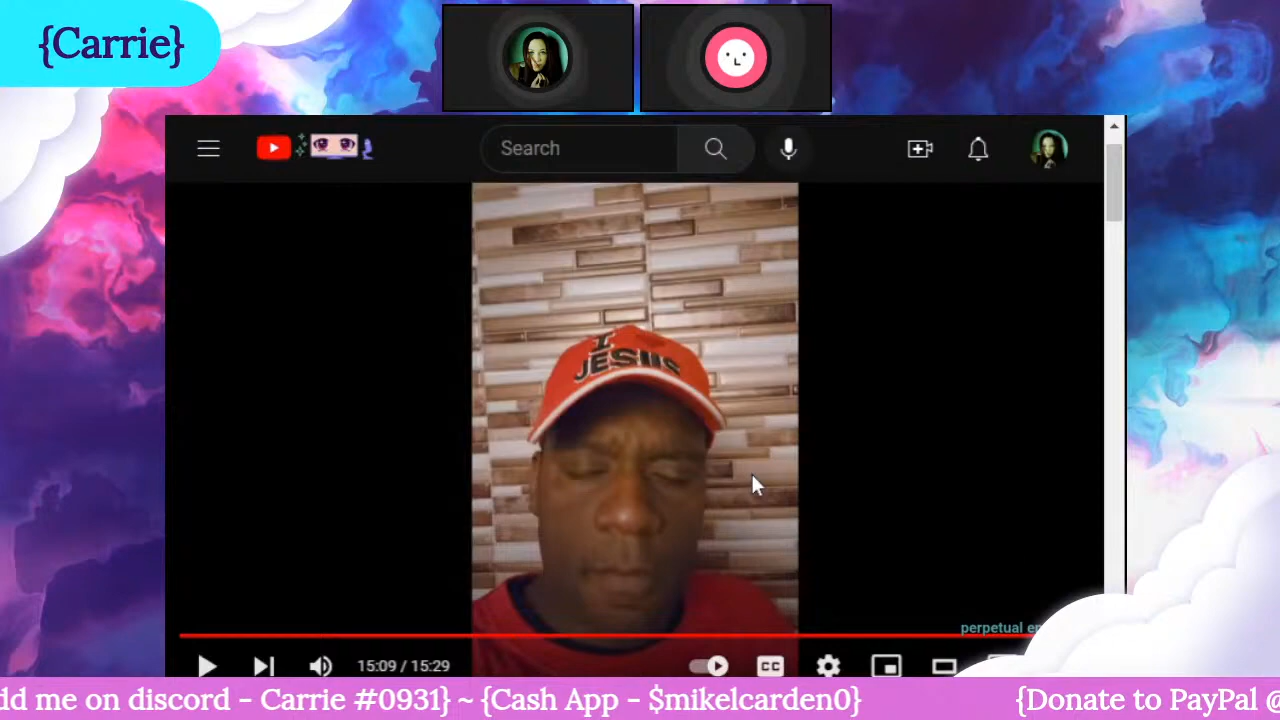 {Carrie}
Search
I
JESUS
perpetual
15:09 / 15:29
CC
dd me on discord - Carrie #0931} ~ {Cash App - $mikelcarden0}
{Donate to PayPal @